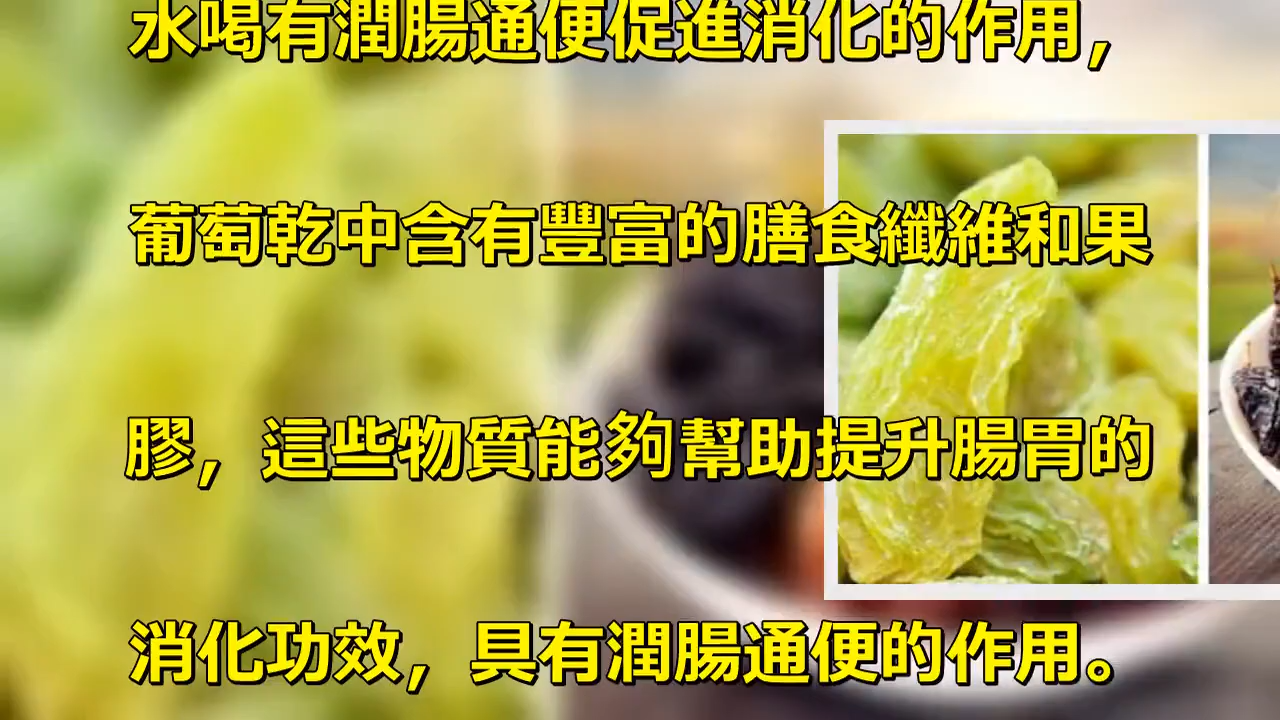 水喝有潤腸通便促進消化的作用，
葡萄乾中含有豐富的膳食纖維和果
膠，這些物質能夠幫助提升腸胃的
消化功效，具有潤腸通便的作用。